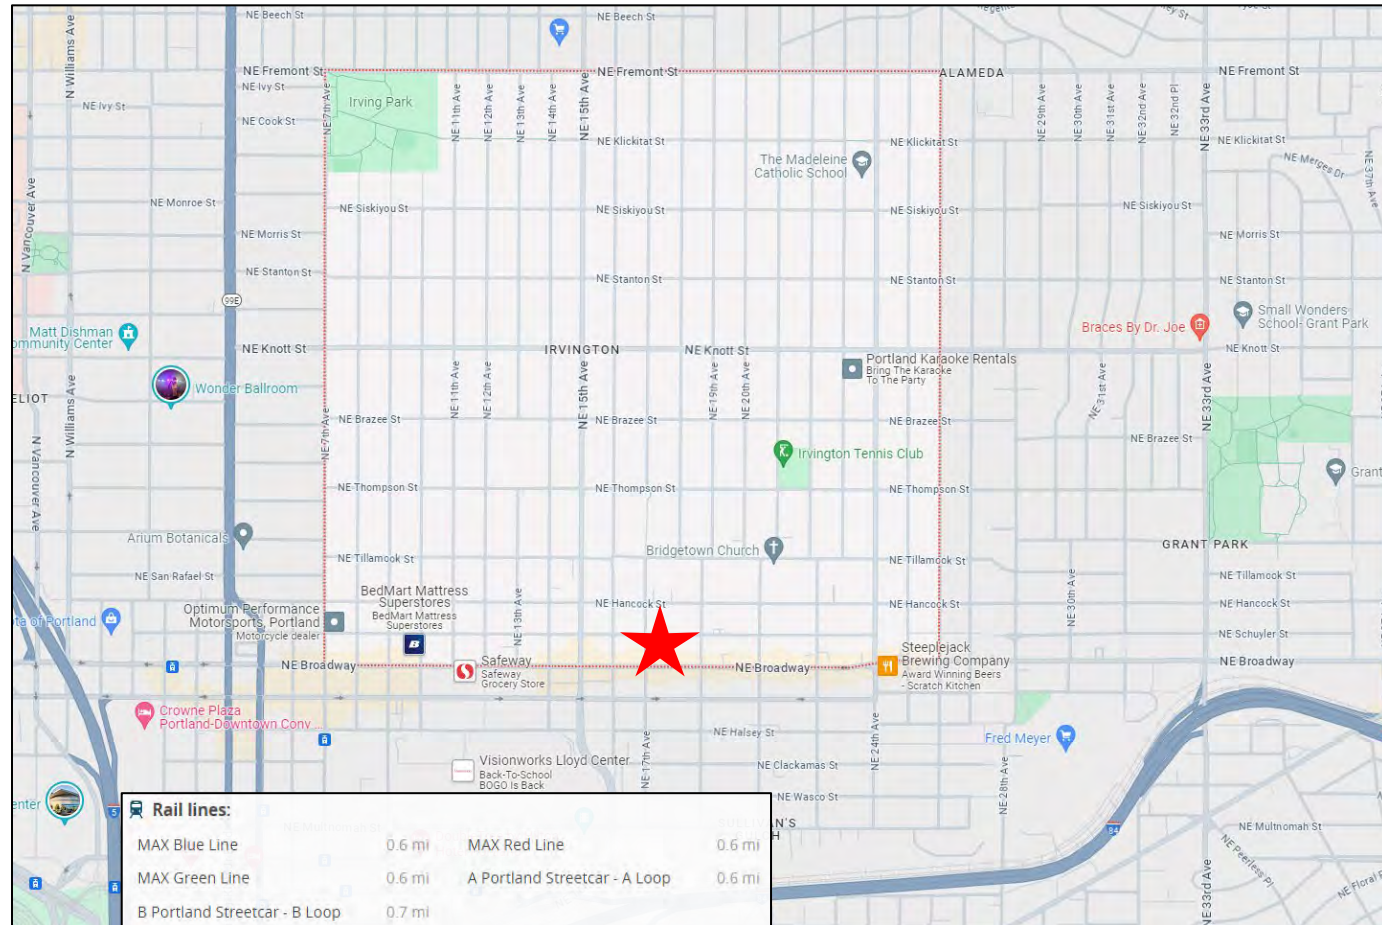 NE Beech St
NE Beech St
NE Fremont St
NE Fremont St
ALAMEDA
NE Fremont St
N Williams Ave
NE Ivy St
NE Ivy St
NE Cook St
NE 7th Ave
Irving Park
NE 11th Ave
NE 12th Ave
NE 13th Ave
NE 14th Ave
NE 15th Ave
NE 29th Ave
NE 30th Ave
NE 31st Ave
NE 32nd Ave
NE 32nd Pl
NE 33rd Ave
NE Klickitat St
NE Klickitat St
NE Klickitat St
The Madeleine
Catholic School
NE Merges Dr
NE 37th Ave
N Vancouver Ave
NE Monroe St
NE Siskiyou St
NE Siskiyou St
NE Siskiyou St
NE Siskiyou St
NE Morris St
NE Morris St
NE Stanton St
NE Stanton St
NE Stanton St
NE Stanton St
99E
Small Wonders
School- Grant Park
Braces By Dr. Joe
Matt Dishman
ommunity Center
NE Knott St
IRVINGTON
NE Knott St
NE Knott St
Portland Karaoke Rentals
Bring The Karaoke
To The Party
Wonder Ballroom
ELIOT
N Williams Ave
NE 11th Ave
NE 12th Ave
NE 15th Ave
NE 19th Ave
NE 20th Ave
NE 31st Ave
NE 33rd Ave
NE Brazee St
NE Brazee St
NE Brazee St
NE Brazee St
NE 7th Ave
N Vancouver Ave
Irvington Tennis Club
Grant
NE Thompson St
NE Thompson St
NE Thompson St
Arium Botanicals
Bridgetown Church
GRANT PARK
NE Tillamook St
NE Tillamook St
NE Tillamook St
NE San Rafael St
BedMart Mattress
Superstores
BedMart Mattress
Superstores
NE 13th Ave
NE Hancock St
NE Hancock St
NE Hancock St
NE 30th Ave
Optimum Performance
Motorsports, Portland
Motorcycle dealer
ta of Portland
B
NE Schuyler St
NE Broadway
Safeway
Safeway
Grocery Store
NE Broadway
Steeplejack
Brewing Company
Award Winning Beers
- Scratch Kitchen
NE Broadway
Crowne Plaza
Portland-Downtown Conv...
NE 17th Ave
NE Halsey St
NE 24th Ave
Fred Meyer
Visionworks Lloyd Center
Back-To-School
BOGO Is Back
NE Clackamas St
NE Wasco St
NE 28th Ave
enter
5
84
NE Multnomah St
NE Peerless Pl
NE 33rd Ave
Rail lines:
MAX Blue Line 0.6 mi MAX Red Line 0.6 mi
MAX Green Line 0.6 mi A Portland Streetcar - A Loop 0.6 mi
B Portland Streetcar - B Loop 0.7 mi